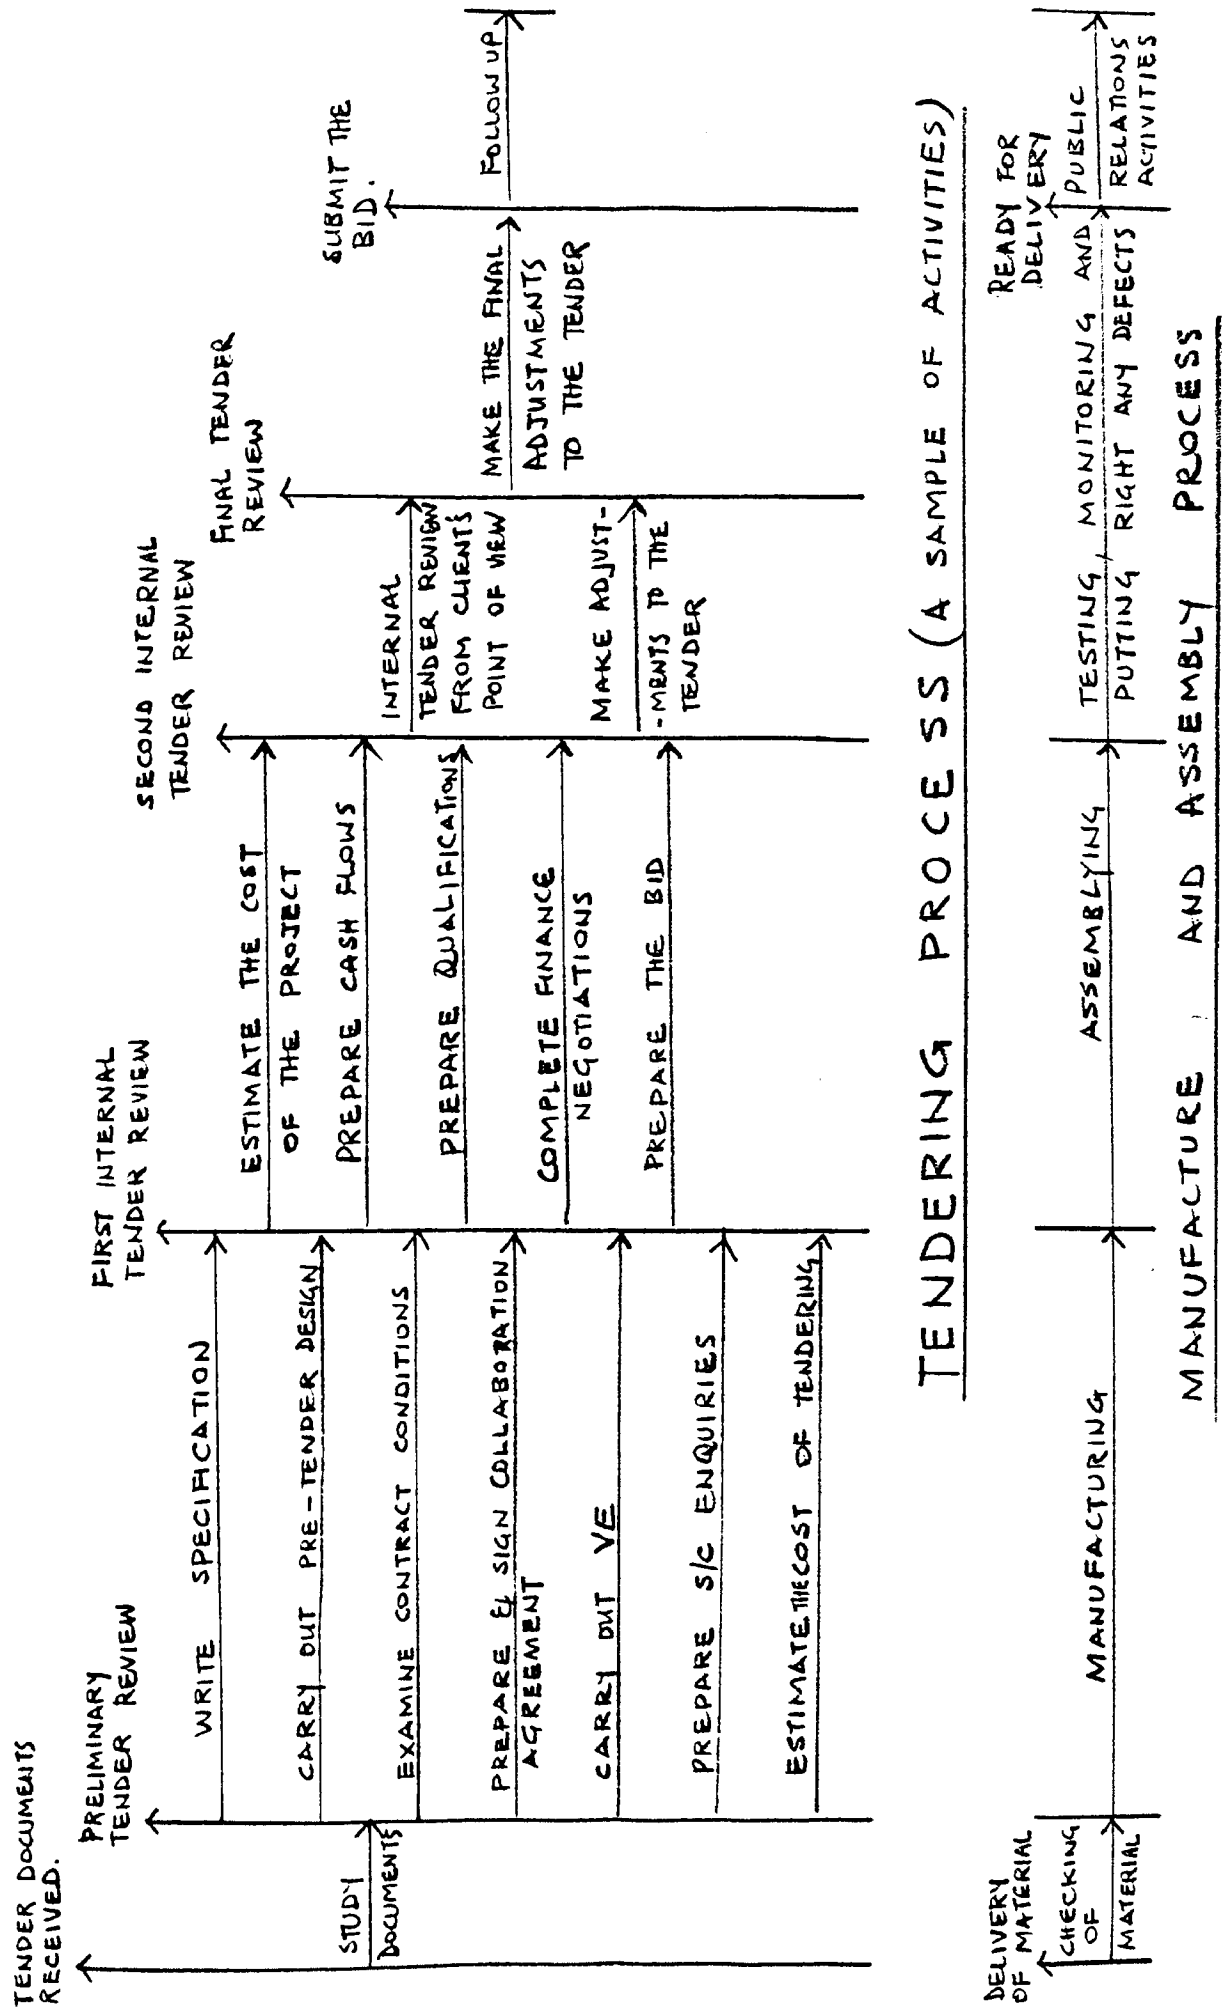 TENDER DOCUMENTS
RECEIVED.
STUDY
DOCUMENTS
PRELIMINARY
TENDER REVIEW
WRITE SPECIFICATION
CARRY OUT PRE-TENDER DESIGN
EXAMINE CONTRACT CONDITIONS
PREPARE & SIGN COLLABORATION
AGREEMENT
CARRY OUT VE
PREPARE S/C ENQUIRIES
ESTIMATE THE COST OF TENDERING
FIRST INTERNAL
TENDER REVIEW
ESTIMATE THE COST
OF THE PROJECT
PREPARE CASH FLOWS
PREPARE QUALIFICATIONS
COMPLETE FINANCE
NEGOTIATIONS
PREPARE THE BID
SECOND INTERNAL
TENDER REVIEW
INTERNAL
TENDER REVIEW
FROM CLIENT'S
POINT OF VIEW
MAKE ADJUST-
-MENTS TO THE
TENDER
FINAL TENDER
REVIEW
MAKE THE FINAL
ADJUSTMENTS
TO THE TENDER
SUBMIT THE
BID.
FOLLOW UP
TENDERING PROCESS (A SAMPLE OF ACTIVITIES)
DELIVERY
OF MATERIAL
CHECKING
OF
MATERIAL
MANUFACTURING
ASSEMBLYING
TESTING, MONITORING AND
PUTTING RIGHT ANY DEFECTS
READY FOR
DELIVERY
PUBLIC
RELATIONS
ACTIVITIES
MANUFACTURE, AND ASSEMBLY PROCESS